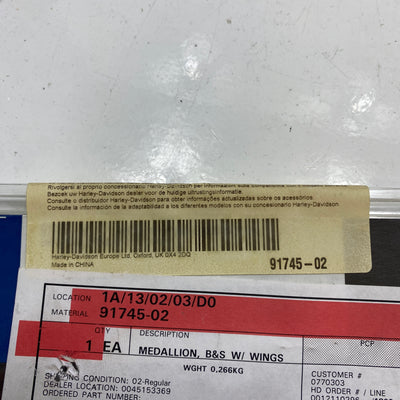 Rivolgersi al proprio concessionario Harley-Davidson per informazioni sulla
Bezoek uw Harley-Davidson dealer voor de huidige uitrustingsinformatie.
Consulte o distribuidor Harley-Davidson para obter informações actualizadas sobre os acessórios.
Consulte la información de la adaptabilidad a los diferentes modelos con su concesionario Harley-Davidson.
Harley-Davidson Europe Ltd. Oxford, UK OX4 2DQ
Made in CHINA
91745-02
LOCATION 1A/13/02/03/D0
MATERIAL 91745-02
QTY DESCRIPTION PCP
1 EA MEDALLION, B&S W/ WINGS
WGHT 0,266KG
SHIPPING CONDITION: 02-Regular
CUSTOMER #
DEALER LOCATION: 0045153369
0770303
ORDERED PART NUMBER:
HD ORDER # / LINE